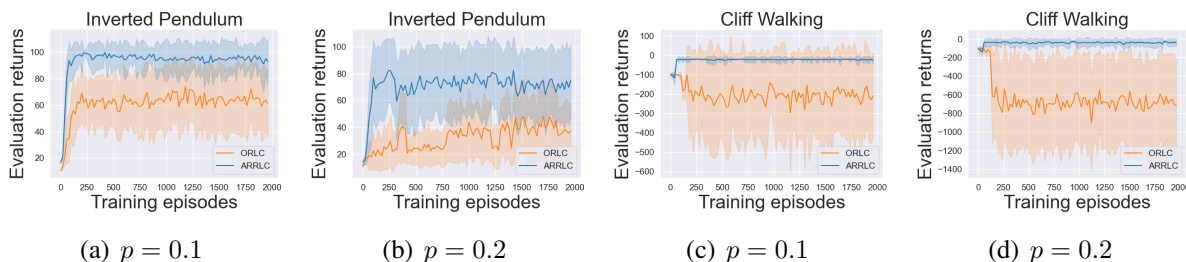 Inverted Pendulum
Evaluation returns
100
80
60
40
20
0 250 500 750 1000 1250 1500 1750 2000
Training episodes
ORLC
ARRLC
(a) p = 0.1
Inverted Pendulum
Evaluation returns
100
80
60
40
20
0 250 500 750 1000 1250 1500 1750 2000
Training episodes
ORLC
ARRLC
(b) p = 0.2
Cliff Walking
Evaluation returns
100
0
−100
−200
−300
−400
−500
−600
0 250 500 750 1000 1250 1500 1750 2000
Training episodes
ORLC
ARRLC
(c) p = 0.1
Cliff Walking
Evaluation returns
0
−200
−400
−600
−800
−1000
−1200
−1400
0 250 500 750 1000 1250 1500 1750 2000
Training episodes
ORLC
ARRLC
(d) p = 0.2